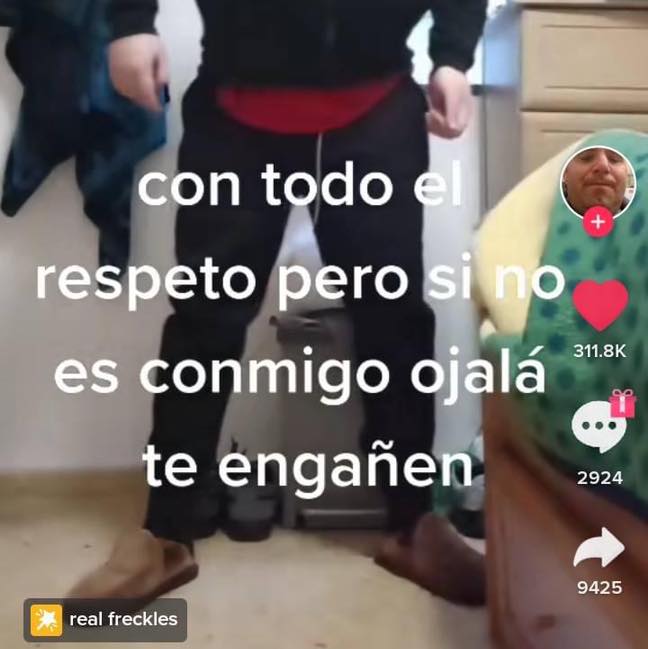 con todo el
respeto pero si no
es conmigo ojalá
te engañen
311.8K
2924
9425
real freckles